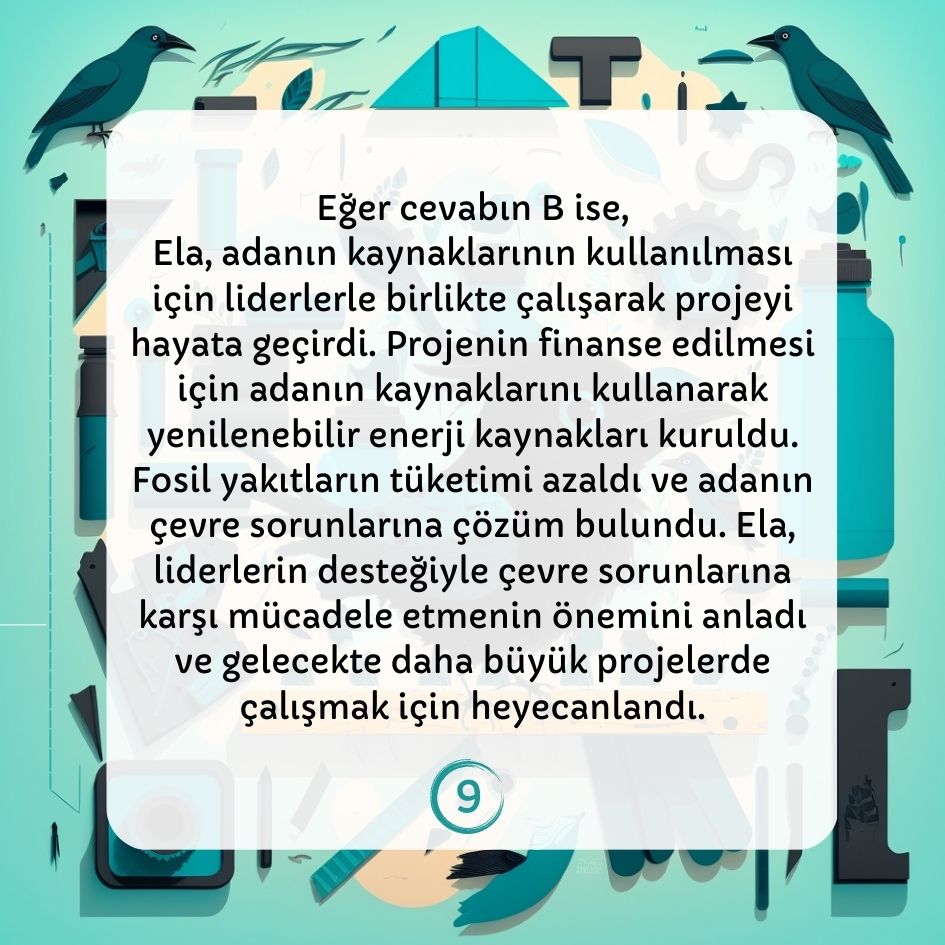 Eğer cevabın B ise,
Ela, adanın kaynaklarının kullanılması
için liderlerle birlikte çalışarak projeyi
hayata geçirdi. Projenin finanse edilmesi
için adanın kaynaklarını kullanarak
yenilenebilir enerji kaynakları kuruldu.
Fosil yakıtların tüketimi azaldı ve adanın
çevre sorunlarına çözüm bulundu. Ela,
liderlerin desteğiyle çevre sorunlarına
karşı mücadele etmenin önemini anladı
ve gelecekte daha büyük projelerde
çalışmak için heyecanlandı.
9